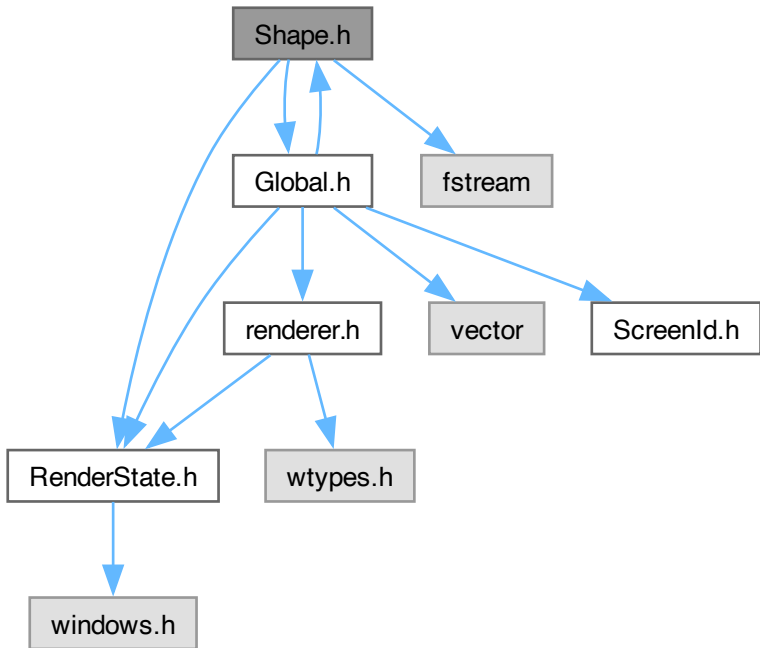 Shape.h
Global.h
fstream
renderer.h
vector
ScreenId.h
RenderState.h
wtypes.h
windows.h